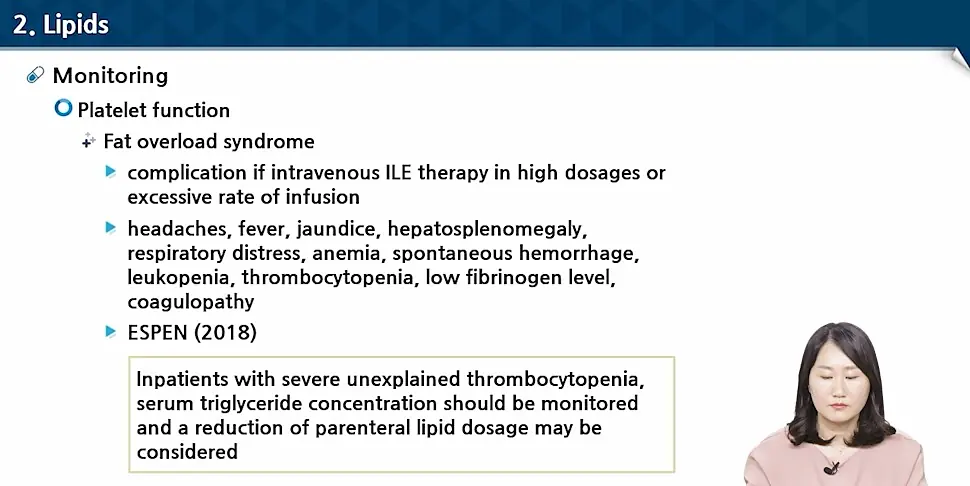 2. Lipids
Monitoring
Platelet function
Fat overload syndrome
complication if intravenous ILE therapy in high dosages or
excessive rate of infusion
headaches, fever, jaundice, hepatosplenomegaly,
respiratory distress, anemia, spontaneous hemorrhage,
leukopenia, thrombocytopenia, low fibrinogen level,
coagulopathy
ESPEN (2018)
Inpatients with severe unexplained thrombocytopenia,
serum triglyceride concentration should be monitored
and a reduction of parenteral lipid dosage may be
considered